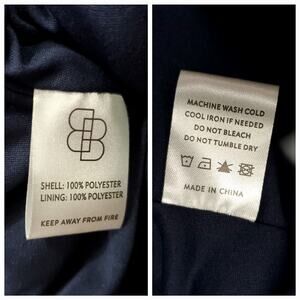 SHELL: 100% POLYESTER
LINING: 100% POLYESTER
KEEP AWAY FROM FIRE
MACHINE WASH COLD
COOL IRON IF NEEDED
DO NOT BLEACH
DO NOT TUMBLE DRY
MADE IN CHINA